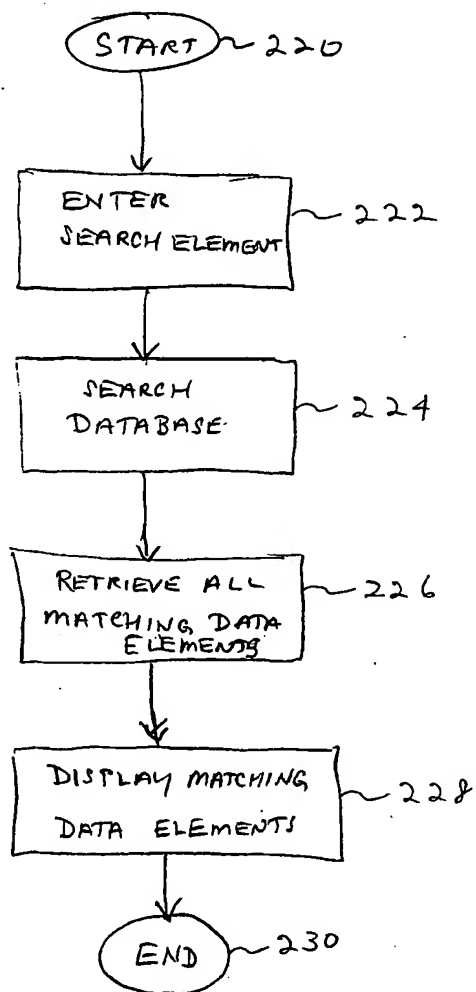 START 220
ENTER
SEARCH ELEMENT 222
SEARCH
DATABASE 224
RETRIEVE ALL
MATCHING DATA
ELEMENTS 226
DISPLAY MATCHING
DATA ELEMENTS 228
END 230